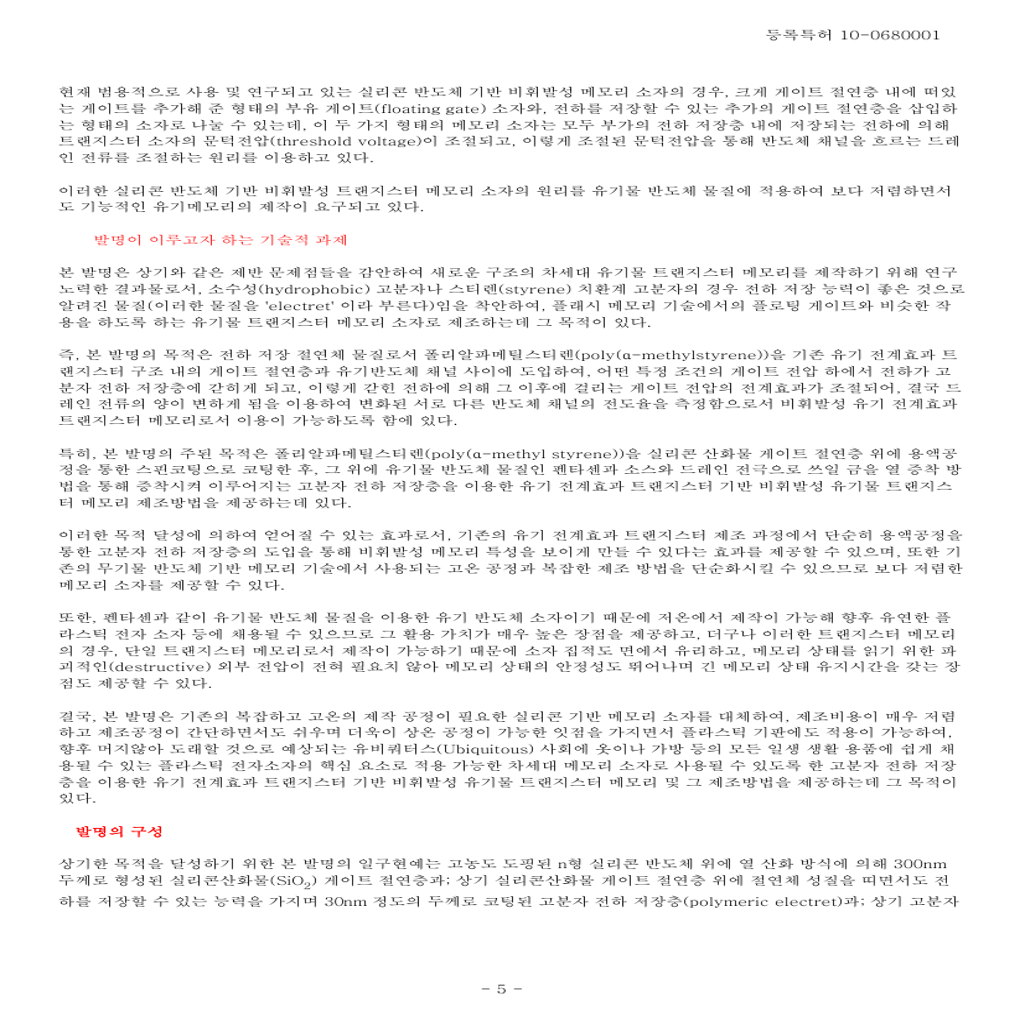 등록특허 10-0680001
현재 범용적으로 사용 및 연구되고 있는 실리콘 반도체 기반 비휘발성 메모리 소자의 경우, 크게 게이트 절연층 내에 떠있
는 게이트를 추가해 준 형태의 부유 게이트(floating gate) 소자와, 전하를 저장할 수 있는 추가의 게이트 절연층을 삽입하
는 형태의 소자로 나눌 수 있는데, 이 두 가지 형태의 메모리 소자는 모두 부가의 전하 저장층 내에 저장되는 전하에 의해
트랜지스터 소자의 문턱전압(threshold voltage)이 조절되고, 이렇게 조절된 문턱전압을 통해 반도체 채널을 흐르는 드레
인 전류를 조절하는 원리를 이용하고 있다.
이러한 실리콘 반도체 기반 비휘발성 트랜지스터 메모리 소자의 원리를 유기물 반도체 물질에 적용하여 보다 저렴하면서
도 기능적인 유기메모리의 제작이 요구되고 있다.
발명이 이루고자 하는 기술적 과제
본 발명은 상기와 같은 제반 문제점들을 감안하여 새로운 구조의 차세대 유기물 트랜지스터 메모리를 제작하기 위해 연구
노력한 결과물로서, 소수성(hydrophobic) 고분자나 스티렌(styrene) 치환계 고분자의 경우 전하 저장 능력이 좋은 것으로
알려진 물질(이러한 물질을 'electret' 이라 부른다)임을 착안하여, 플래시 메모리 기술에서의 플로팅 게이트와 비슷한 작
용을 하도록 하는 유기물 트랜지스터 메모리 소자로 제조하는데 그 목적이 있다.
즉, 본 발명의 목적은 전하 저장 절연체 물질로서 폴리알파메틸스티렌(poly(α-methylstyrene))을 기존 유기 전계효과 트
랜지스터 구조 내의 게이트 절연층과 유기반도체 채널 사이에 도입하여, 어떤 특정 조건의 게이트 전압 하에서 전하가 고
분자 전하 저장층에 갇히게 되고, 이렇게 갇힌 전하에 의해 그 이후에 걸리는 게이트 전압의 전계효과가 조절되어, 결국 드
레인 전류의 양이 변하게 됨을 이용하여 변화된 서로 다른 반도체 채널의 전도율을 측정함으로서 비휘발성 유기 전계효과
트랜지스터 메모리로서 이용이 가능하도록 함에 있다.
특히, 본 발명의 주된 목적은 폴리알파메틸스티렌(poly(α-methyl styrene))을 실리콘 산화물 게이트 절연층 위에 용액공
정을 통한 스핀코팅으로 코팅한 후, 그 위에 유기물 반도체 물질인 펜타센과 소스와 드레인 전극으로 쓰일 금을 열 증착 방
법을 통해 증착시켜 이루어지는 고분자 전하 저장층을 이용한 유기 전계효과 트랜지스터 기반 비휘발성 유기물 트랜지스
터 메모리 제조방법을 제공하는데 있다.
이러한 목적 달성에 의하여 얻어질 수 있는 효과로서, 기존의 유기 전계효과 트랜지스터 제조 과정에서 단순히 용액공정을
통한 고분자 전하 저장층의 도입을 통해 비휘발성 메모리 특성을 보이게 만들 수 있다는 효과를 제공할 수 있으며, 또한 기
존의 무기물 반도체 기반 메모리 기술에서 사용되는 고온 공정과 복잡한 제조 방법을 단순화시킬 수 있으므로 보다 저렴한
메모리 소자를 제공할 수 있다.
또한, 펜타센과 같이 유기물 반도체 물질을 이용한 유기 반도체 소자이기 때문에 저온에서 제작이 가능해 향후 유연한 플
라스틱 전자 소자 등에 채용될 수 있으므로 그 활용 가치가 매우 높은 장점을 제공하고, 더구나 이러한 트랜지스터 메모리
의 경우, 단일 트랜지스터 메모리로서 제작이 가능하기 때문에 소자 집적도 면에서 유리하고, 메모리 상태를 읽기 위한 파
괴적인(destructive) 외부 전압이 전혀 필요치 않아 메모리 상태의 안정성도 뛰어나며 긴 메모리 상태 유지시간을 갖는 장
점도 제공할 수 있다.
결국, 본 발명은 기존의 복잡하고 고온의 제작 공정이 필요한 실리콘 기반 메모리 소자를 대체하여, 제조비용이 매우 저렴
하고 제조공정이 간단하면서도 쉬우며 더욱이 상온 공정이 가능한 잇점을 가지면서 플라스틱 기판에도 적용이 가능하여,
향후 머지않아 도래할 것으로 예상되는 유비쿼터스(Ubiquitous) 사회에 옷이나 가방 등의 모든 일생 생활 용품에 쉽게 채
용될 수 있는 플라스틱 전자소자의 핵심 요소로 적용 가능한 차세대 메모리 소자로 사용될 수 있도록 한 고분자 전하 저장
층을 이용한 유기 전계효과 트랜지스터 기반 비휘발성 유기물 트랜지스터 메모리 및 그 제조방법을 제공하는데 그 목적이
있다.
발명의 구성
상기한 목적을 달성하기 위한 본 발명의 일구현예는 고농도 도핑된 n형 실리콘 반도체 위에 열 산화 방식에 의해 300nm
두께로 형성된 실리콘산화물(SiO2) 게이트 절연층과; 상기 실리콘산화물 게이트 절연층 위에 절연체 성질을 띠면서도 전
하를 저장할 수 있는 능력을 가지며 30nm 정도의 두께로 코팅된 고분자 전하 저장층(polymeric electret)과; 상기 고분자
- 5 -